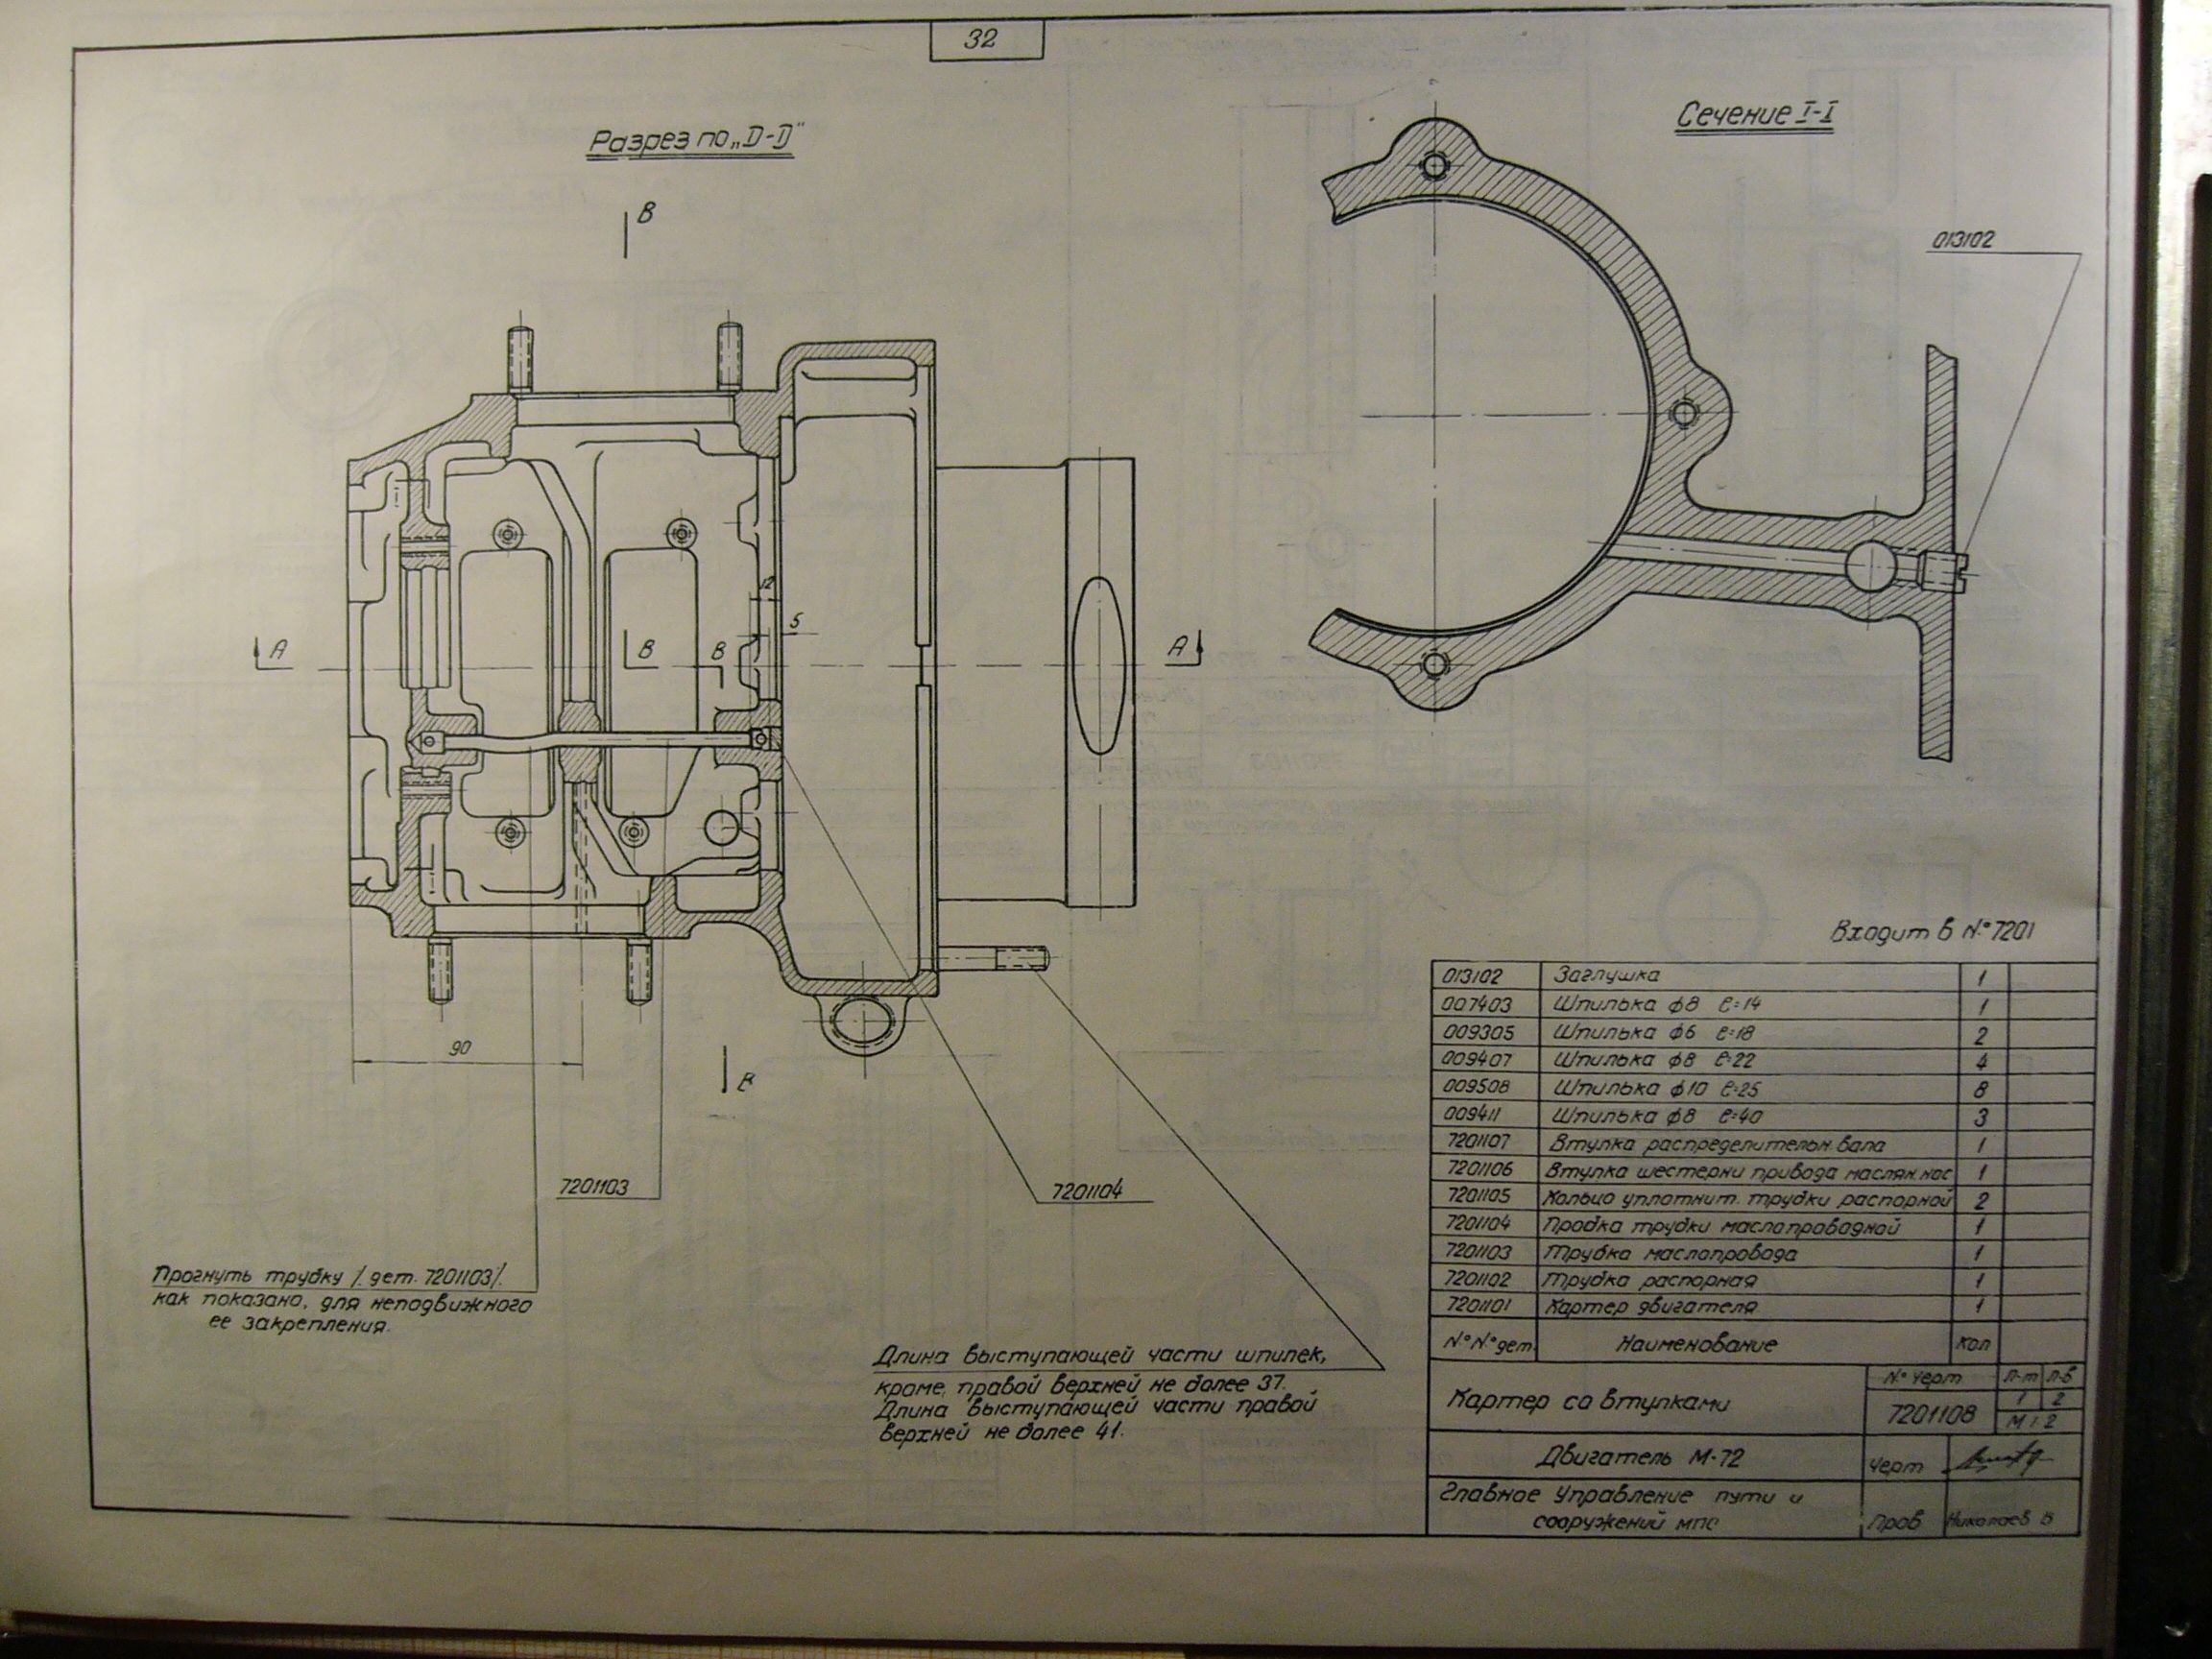 32
Разрез по „D-D“
Сечение I-I
B
013102
12
5
A
B
B
A
90
B
7201103
7201104
Прогнуть трубку /. дет. 7201103/.
как показано, для неподвижного
ее закрепления.
Длина выступающей части шпилек,
кроме, правой верхней не более 37.
Длина выступающей части правой
верхней не более 41.
Входит в №7201
013102 Заглушка 1
007403 Шпилька ф8 ℓ=14 1
009305 Шпилька ф6 ℓ=18 2
009407 Шпилька ф8 ℓ=22 4
009508 Шпилька ф10 ℓ=25 8
009411 Шпилька ф8 ℓ=40 3
7201107 Втулка распределительн. вала 1
7201106 Втулка шестерни привода маслян. нас 1
7201105 Кольцо уплотнит. трубки распорной 2
7201104 Пробка трубки маслопроводной 1
7201103 Трубка маслопровода 1
7201102 Трубка распорная 1
7201101 Картер двигателя 1
№№ дет. Наименование Кол
Картер со втулками № черт Л-т Л-в
7201108 1 2
М 1:2
Двигатель М-72 Черт
Главное Управление пути и
сооружений МПС Пров Николаев В